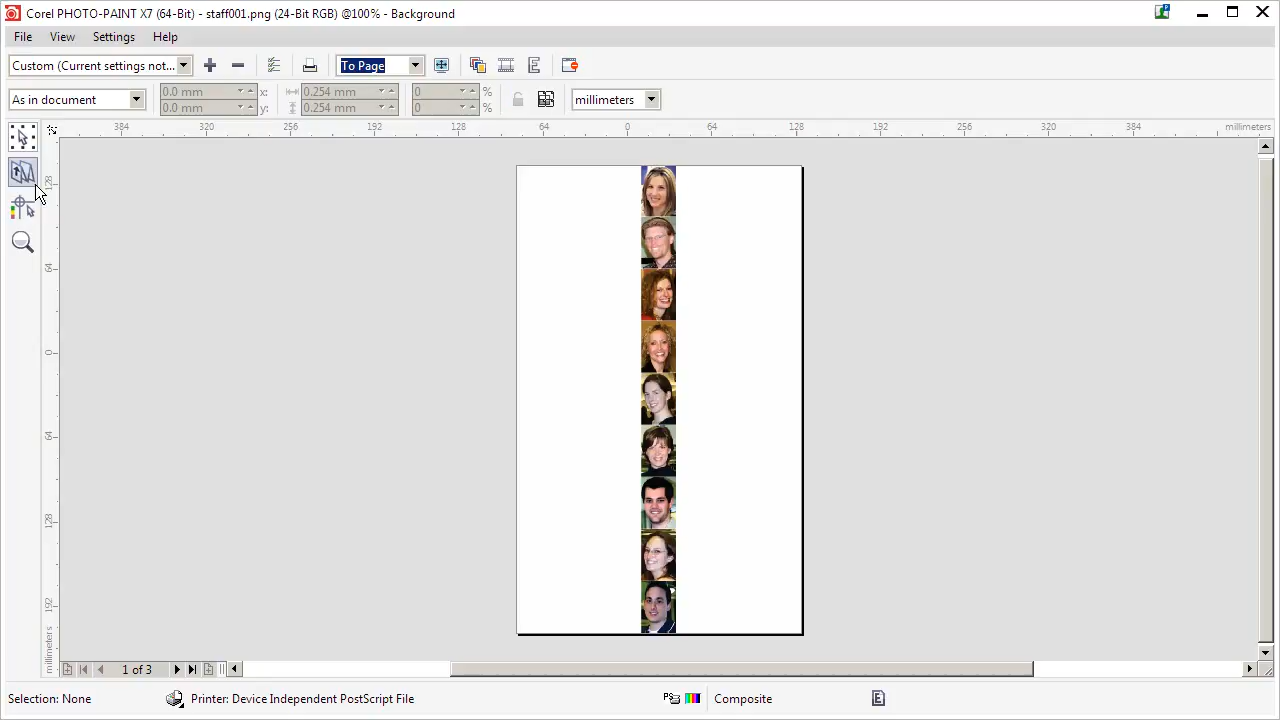 Corel PHOTO-PAINT X7 (64-Bit) - staff001.png (24-Bit RGB) @100% - Background
File View Settings Help
Custom (Current settings not... To Page
As in document 0.0 mm x: 0.254 mm 0 % millimeters
0.0 mm y: 0.254 mm 0 %
384 320 256 192 128 64 0 64 128 192 256 320 384 millimeters
128
64
0
64
128
192
millimeters
1 of 3
Selection: None Printer: Device Independent PostScript File PS Composite